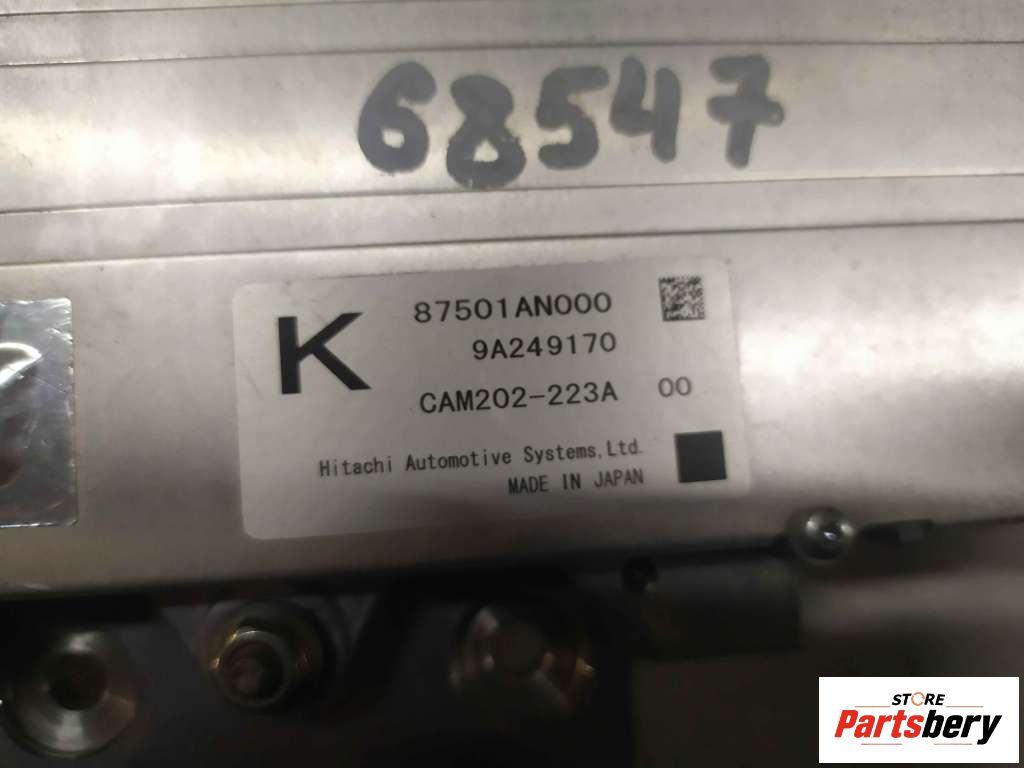 68547
K
87501AN000
9A249170
CAM202-223A 00
Hitachi Automotive Systems, Ltd.
MADE IN JAPAN
STORE
Partsbery